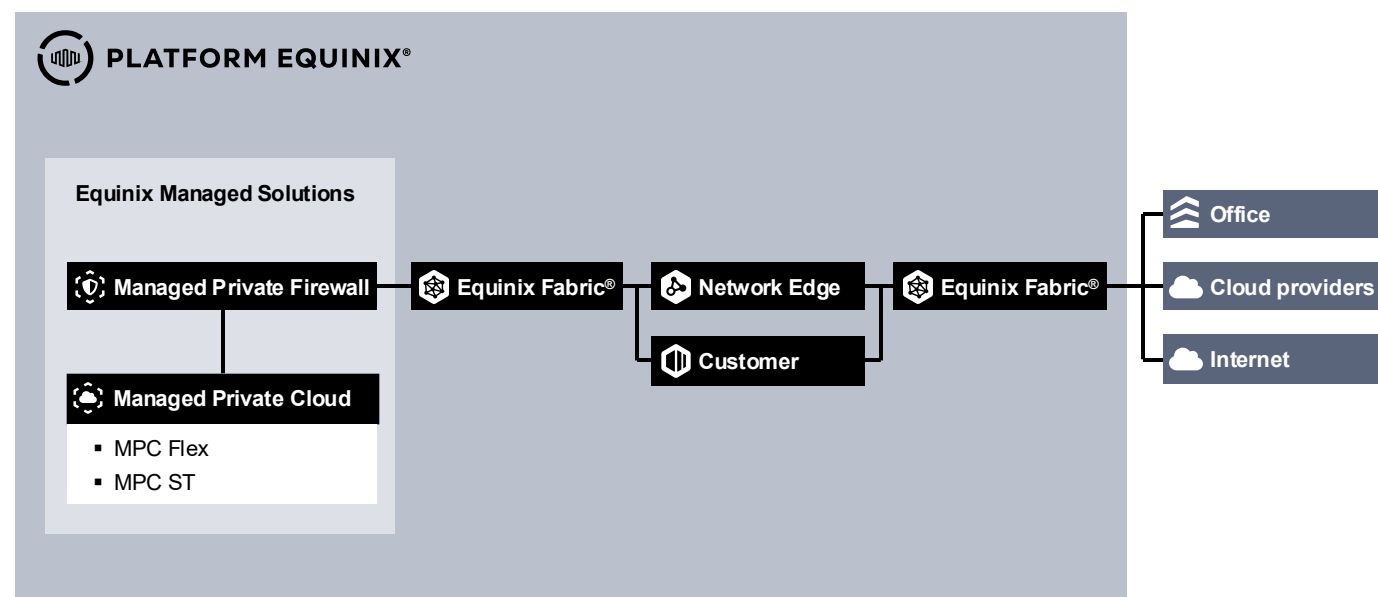 PLATFORM EQUINIX®
Equinix Managed Solutions
Managed Private Firewall
Equinix Fabric®
Network Edge
Equinix Fabric®
Customer
Managed Private Cloud
▪ MPC Flex
▪ MPC ST
Office
Cloud providers
Internet